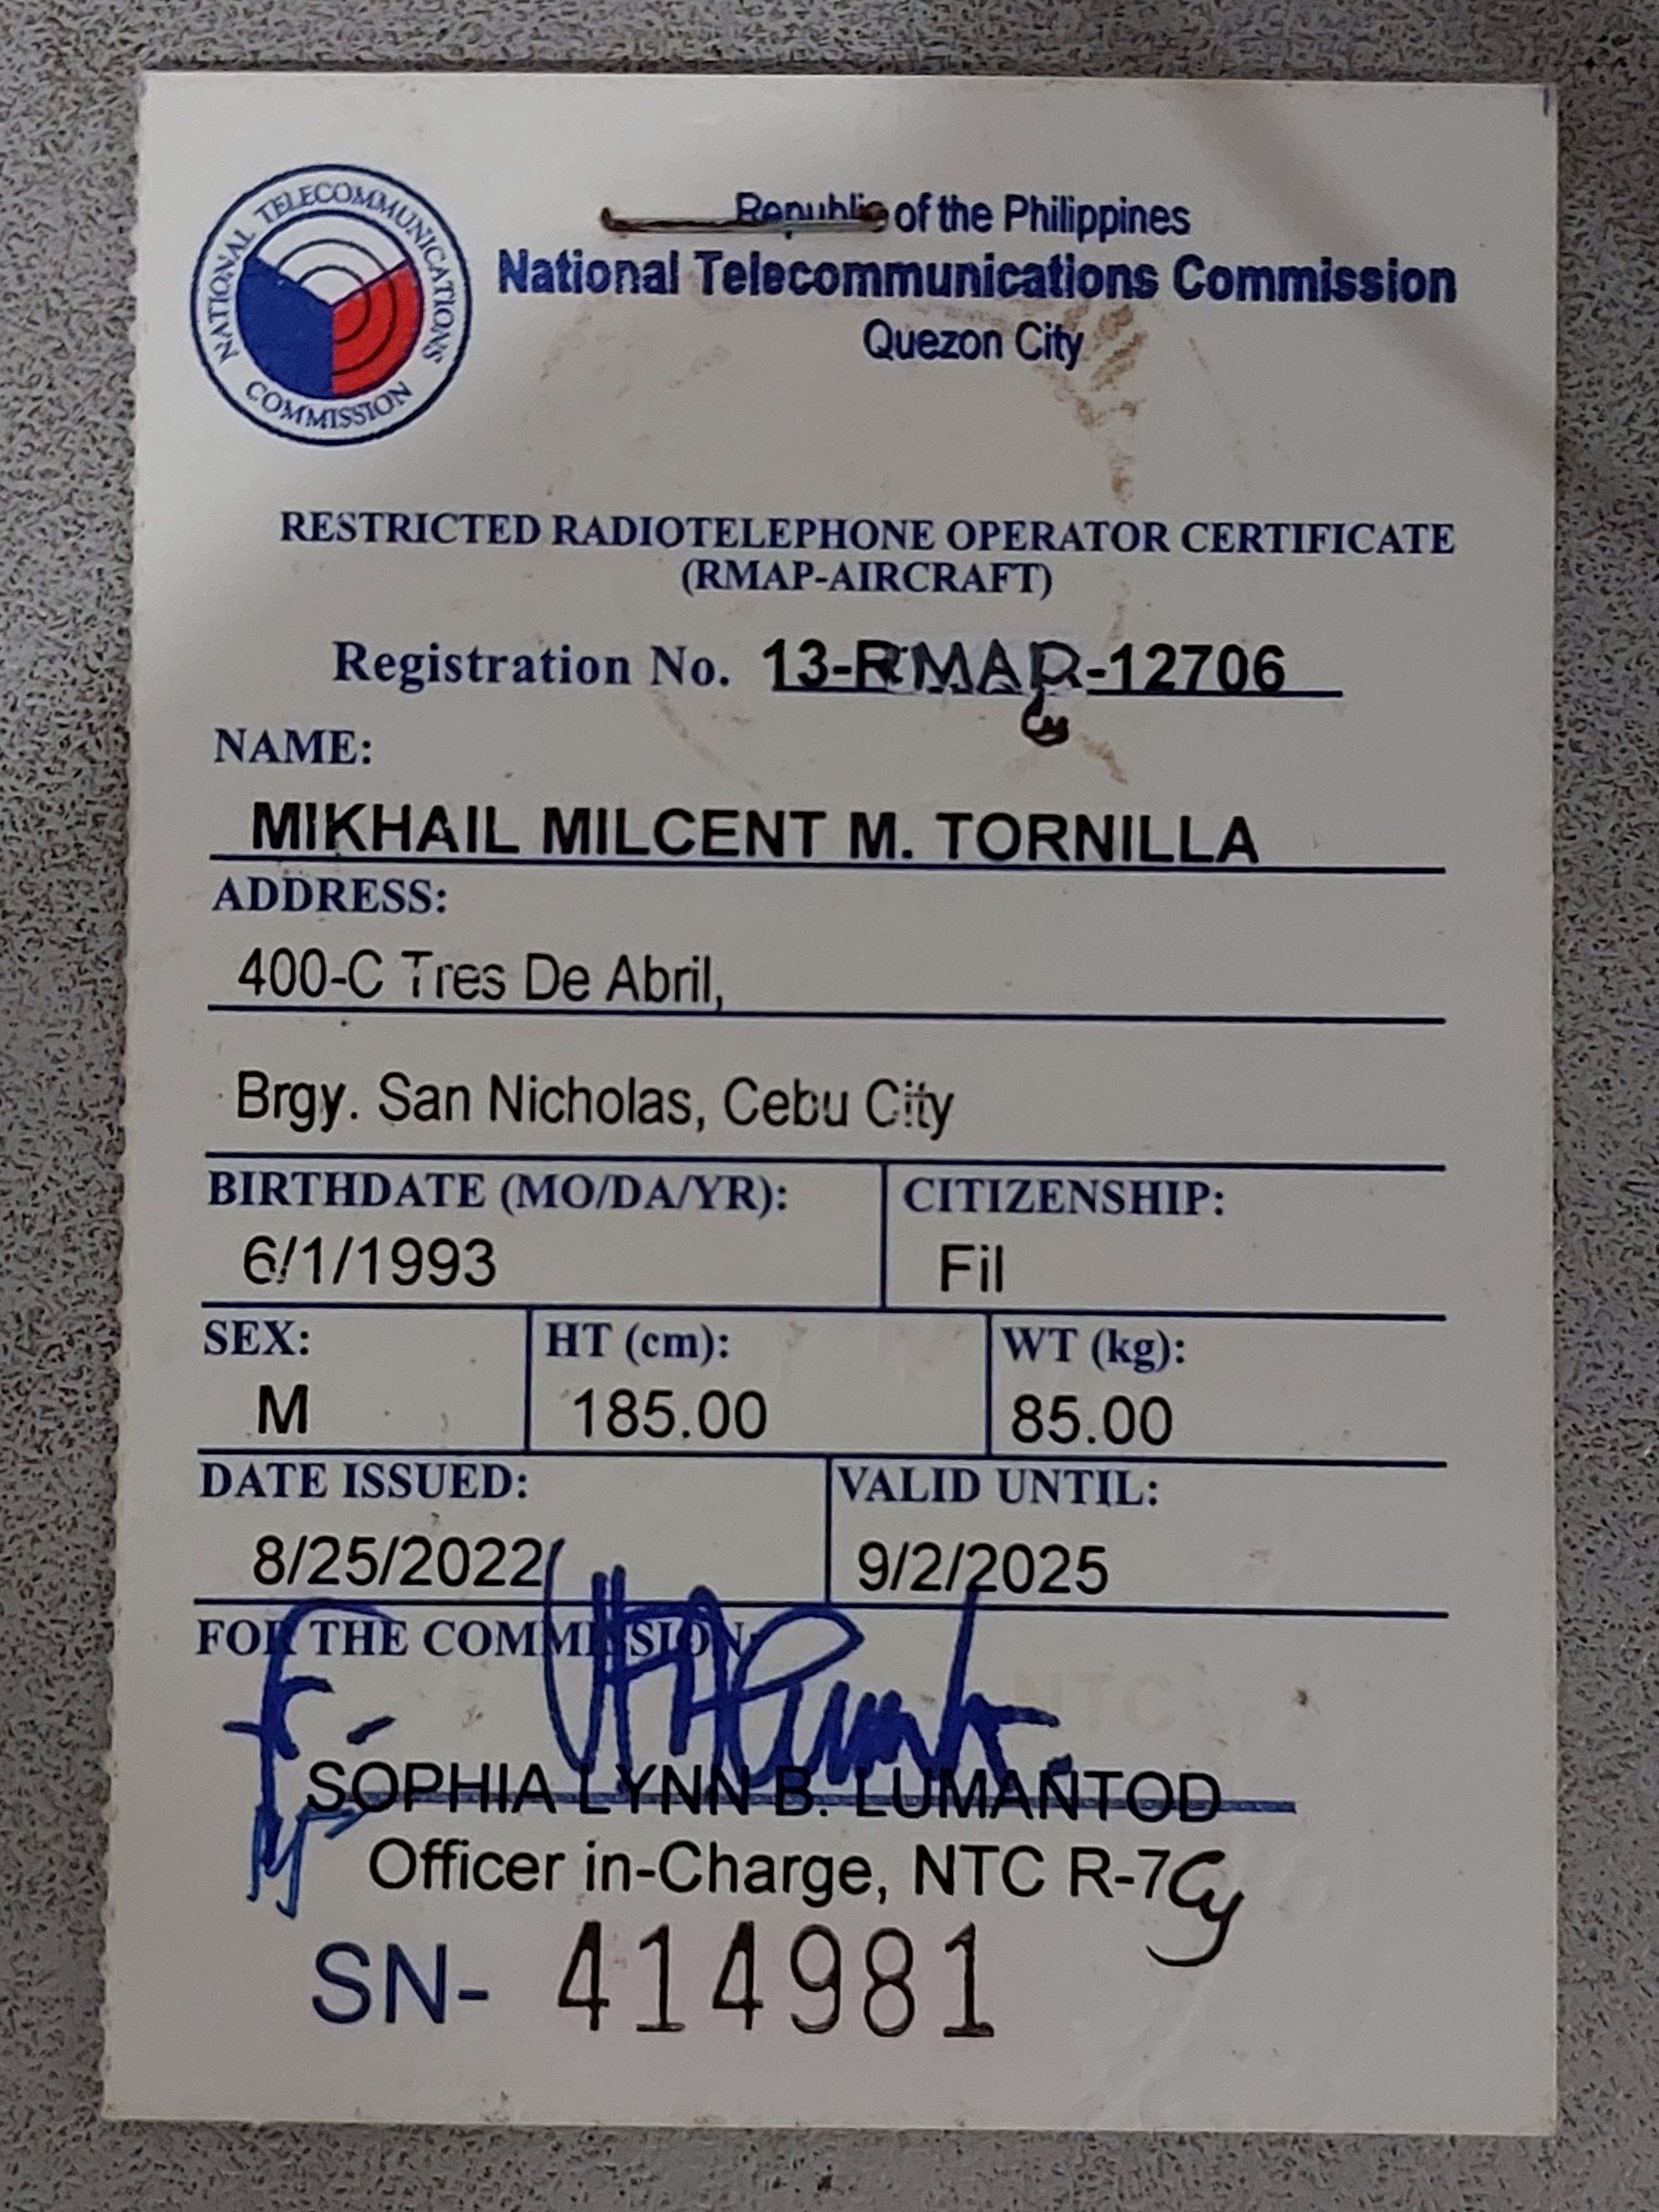 NATIONAL TELECOMMUNICATIONS COMMISSION
Republic of the Philippines
National Telecommunications Commission
Quezon City
RESTRICTED RADIOTELEPHONE OPERATOR CERTIFICATE
(RMAP-AIRCRAFT)
Registration No. 13-RMAP-12706
NAME:
MIKHAIL MILCENT M. TORNILLA
ADDRESS:
400-C Tres De Abril,
Brgy. San Nicholas, Cebu City
BIRTHDATE (MO/DA/YR): CITIZENSHIP:
6/1/1993 Fil
SEX: HT (cm): WT (kg):
M 185.00 85.00
DATE ISSUED: VALID UNTIL:
8/25/2022 9/2/2025
FOR THE COMMISSION:
SOPHIA LYNN B. LUMANTOD
Officer in-Charge, NTC R-7
SN- 414981